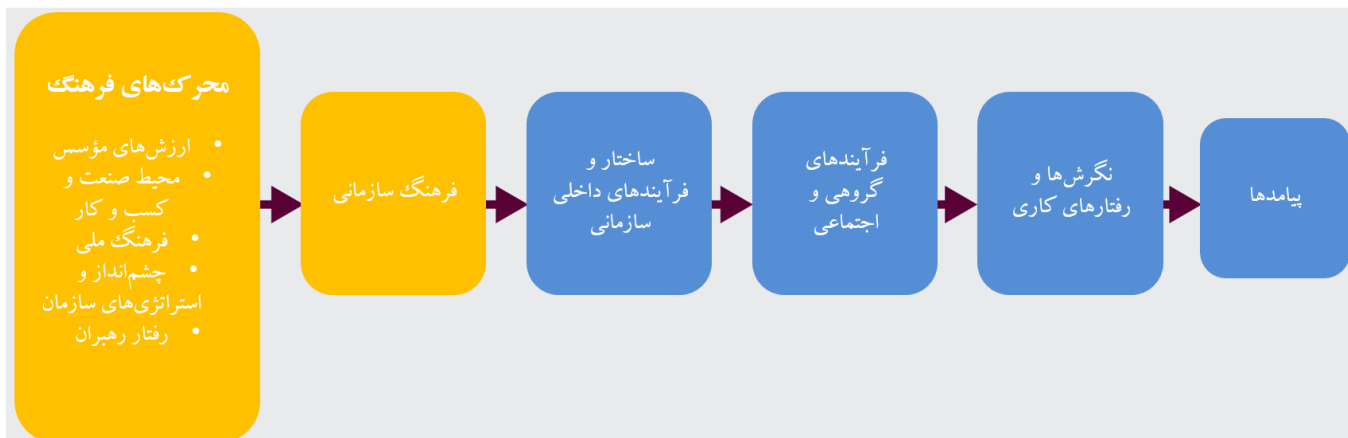 محرک‌های فرهنگ
• ارزش‌های مؤسس
• محیط صنعت و
کسب و کار
• فرهنگ ملی
• چشم‌انداز و
استراتژی‌های سازمان
• رفتار رهبران
فرهنگ سازمانی
ساختار و
فرآیندهای داخلی
سازمانی
فرآیندهای
گروهی و
اجتماعی
نگرش‌ها و
رفتارهای کاری
پیامدها